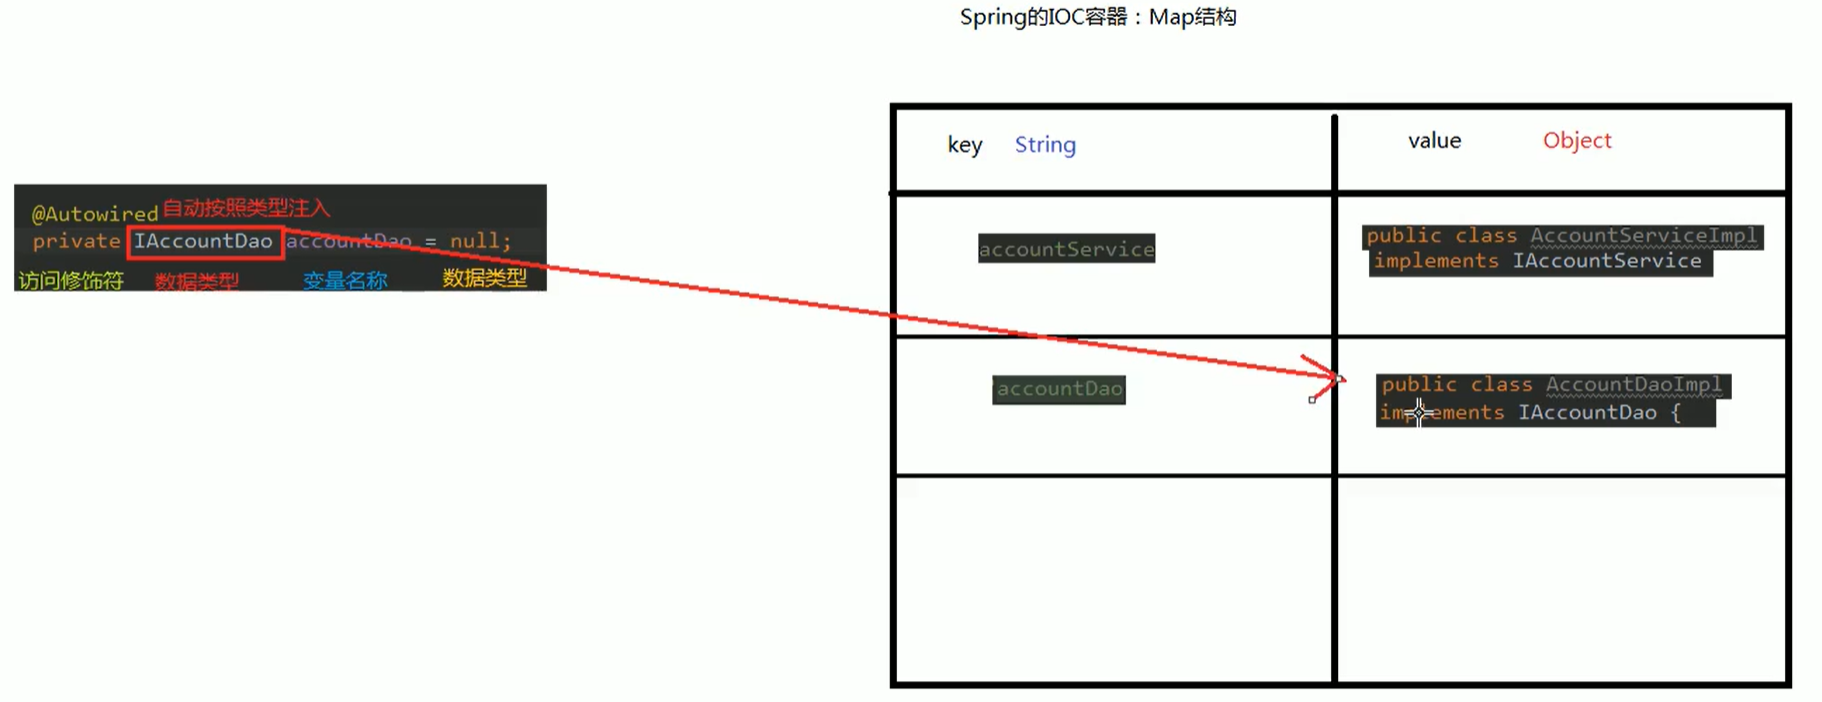 Spring的IOC容器：Map结构
key String
value Object
@Autowired 自动按照类型注入
private IAccountDao accountDao = null;
访问修饰符 数据类型 变量名称 数据类型
accountService
public class AccountServiceImpl
implements IAccountService
accountDao
public class AccountDaoImpl
implements IAccountDao {